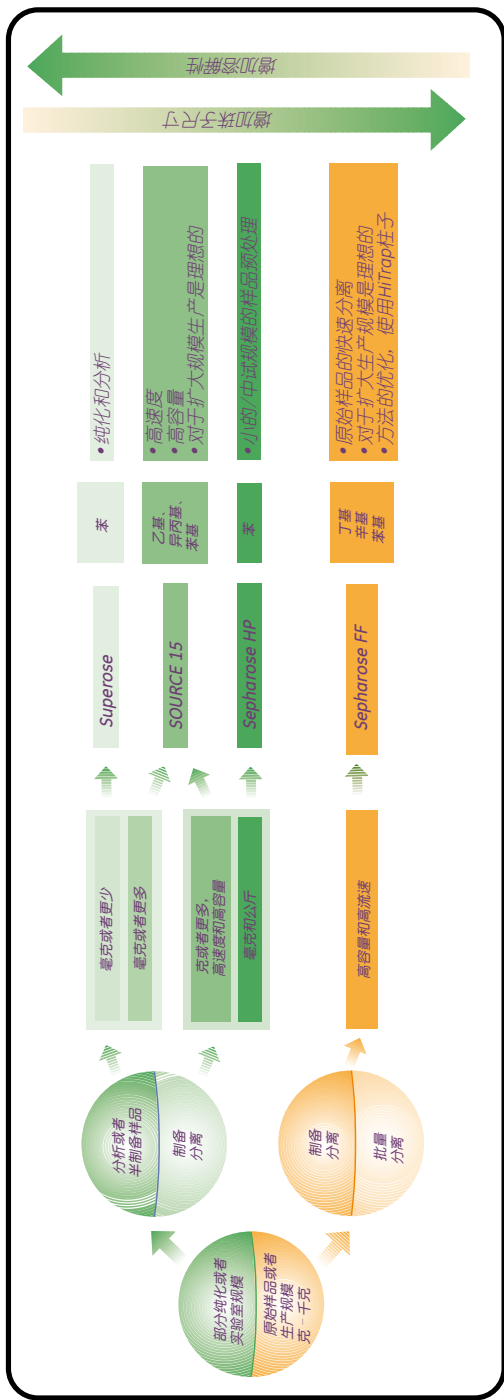 部分纯化或者
实验室规模
原始样品或者
生产规模
克－千克
分析或者
半制备样品
制备
分离
制备
分离
批量
分离
毫克或者更少
毫克或者更多
克或者更多，
高速度和高容量
毫克和公斤
高容量和高流速
Superose
SOURCE 15
Sepharose HP
Sepharose FF
苯
乙基、
异丙基、
苯基
苯
丁基
辛基
苯基
• 纯化和分析
• 高速度
• 高容量
• 对于扩大规模生产是理想的
• 小的/中试规模的样品预处理
• 原始样品的快速分离
• 对于扩大生产规模是理想的
• 方法的优化，使用HiTrap柱子
增加溶解性
增加珠子尺寸